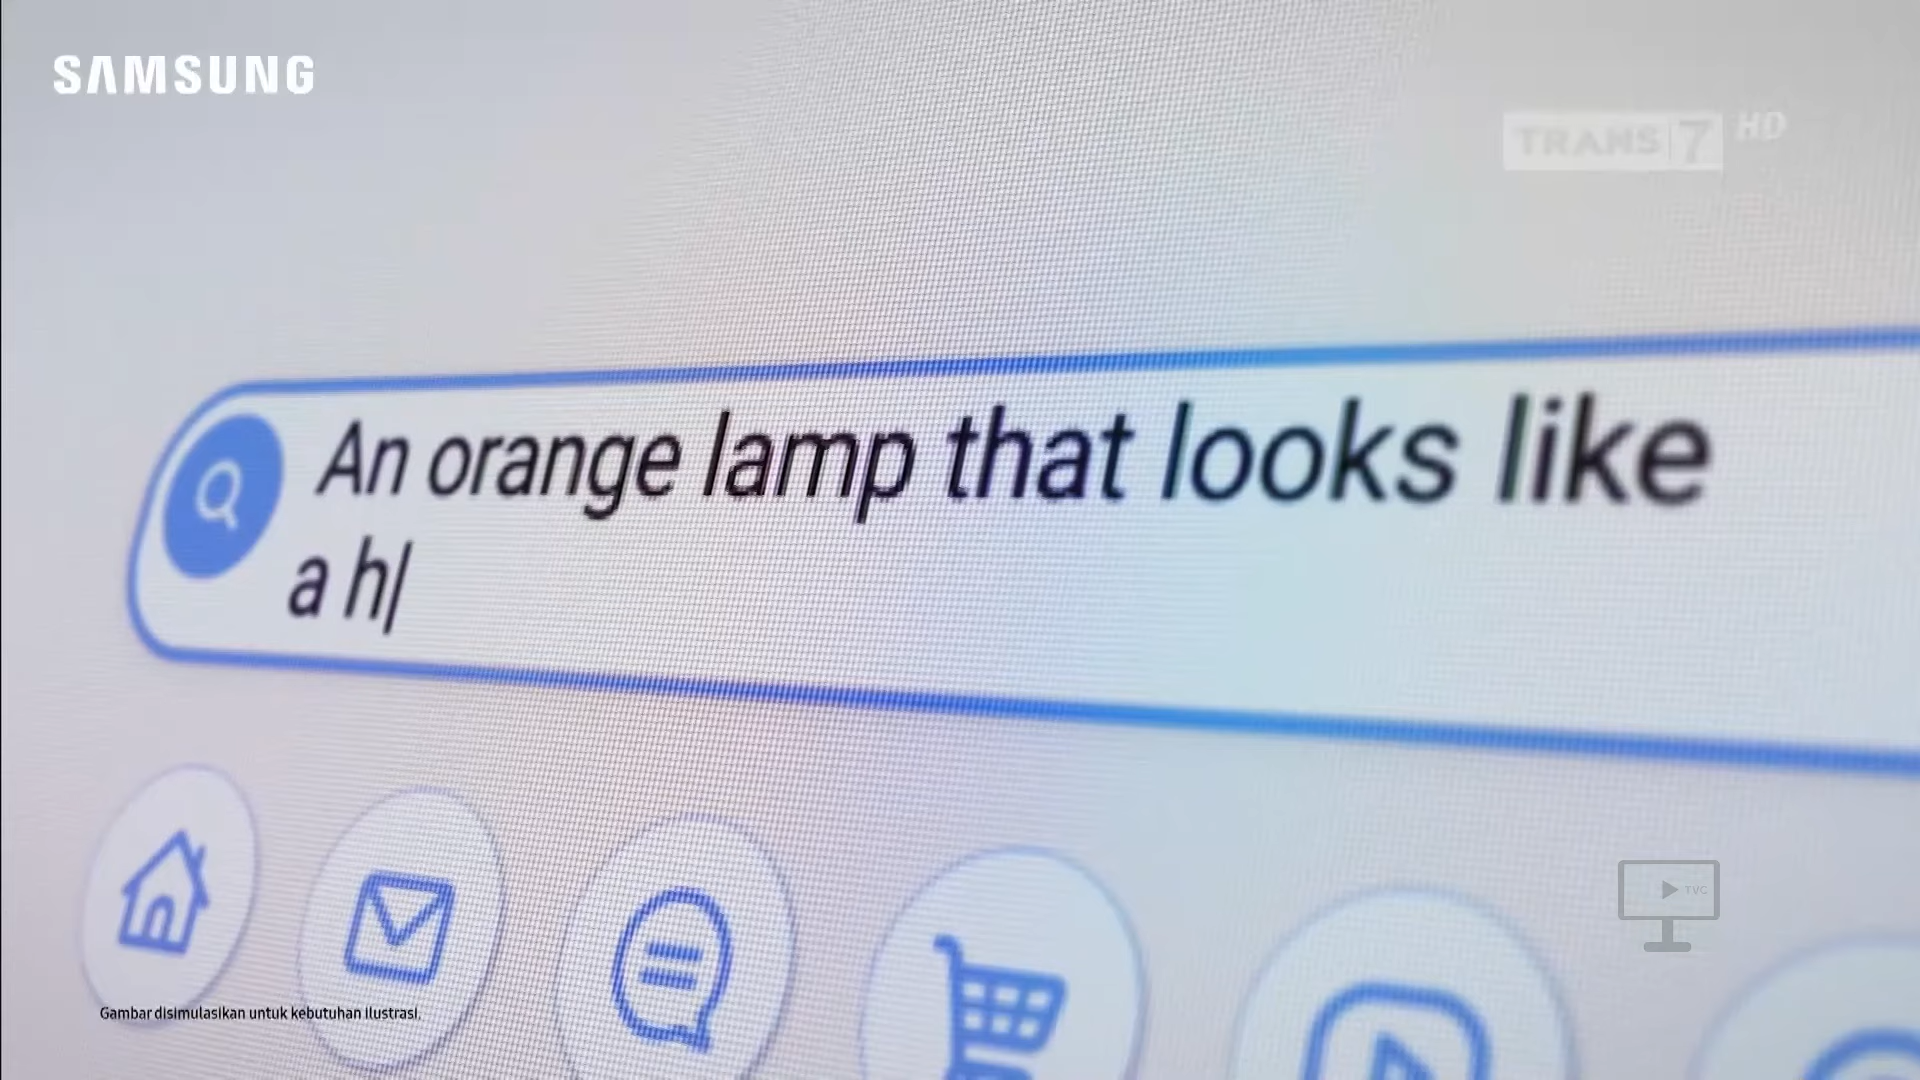 SAMSUNG
TRANS 7 HD
An orange lamp that looks like
a h
TVC
Gambar disimulasikan untuk kebutuhan ilustrasi.